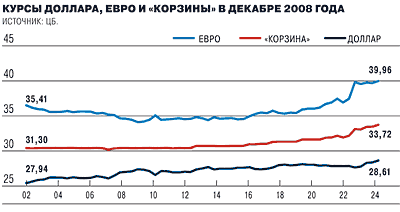 КУРСЫ ДОЛЛАРА, ЕВРО И «КОРЗИНЫ» В ДЕКАБРЕ 2008 ГОДА
ИСТОЧНИК: ЦБ.
45
ЕВРО
«КОРЗИНА»
ДОЛЛАР
39,96
40
35,41
35
31,30
33,72
30
27,94
28,61
25
02 04 06 08 10 12 14 16 18 20 22 24